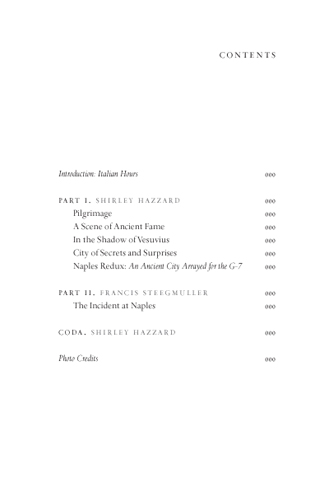 CONTENTS
Introduction: Italian Hours 000
PART I. SHIRLEY HAZZARD 000
Pilgrimage 000
A Scene of Ancient Fame 000
In the Shadow of Vesuvius 000
City of Secrets and Surprises 000
Naples Redux: An Ancient City Arrayed for the G-7 000
PART II. FRANCIS STEEGMULLER 000
The Incident at Naples 000
CODA. SHIRLEY HAZZARD 000
Photo Credits 000